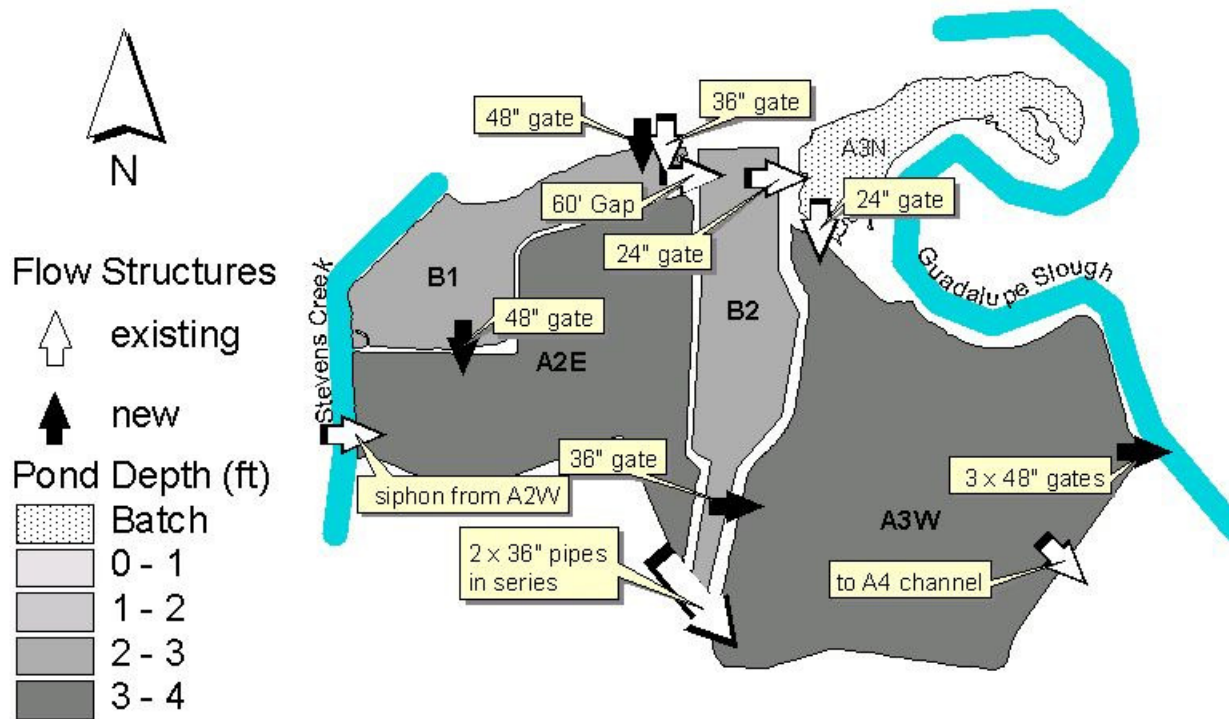 N
Flow Structures
existing
new
Pond Depth (ft)
Batch
0 - 1
1 - 2
2 - 3
3 - 4
48" gate
36" gate
A3N
60' Gap
24" gate
24" gate
B1
B2
48" gate
A2E
Stevens Creek
Guadalupe Slough
36" gate
siphon from A2W
3 x 48" gates
A3W
2 x 36" pipes
in series
to A4 channel